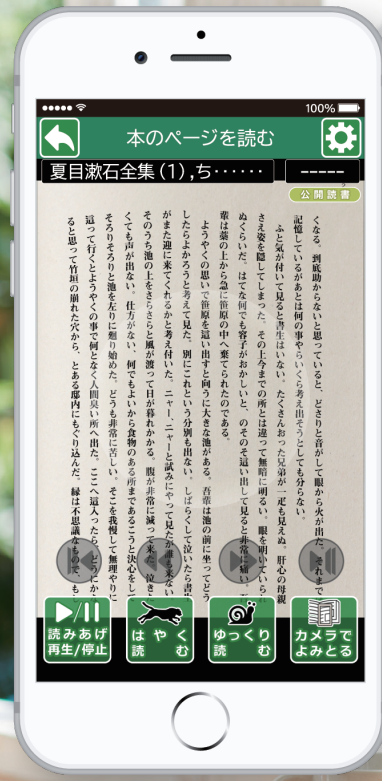 100%
本のページを読む
夏目漱石全集(1),ち‥‥‥ -----
公開読書
くなる。到底助からないと思っていると、どさりと音がして眼から火が出た。それまで
記憶しているがあとは何の事やらいくら考え出そうとしても分らない。
ふと気が付いて見ると書生はいない。たくさんおった兄弟が一疋も見えぬ。肝心の母親
さえ姿を隠してしまった。その上今までの所とは違って無暗に明るい。眼を明いていられ
ぬくらいだ。はてな何でも容子がおかしいと、のそのそ這い出して見ると非常に痛い。
輩は藁の上から急に笹原の中へ棄てられたのである。
ようやくの思いで笹原を這い出すと向うに大きな池がある。吾輩は池の前に坐ってどう
したらよかろうと考えて見た。別にこれという分別も出ない。しばらくして泣いたら書
がまた迎に来てくれるかと考え付いた。ニャー、ニャーと試みにやって見たが誰も来ない
そのうち池の上をさらさらと風が渡って日が暮れかかる。腹が非常に減って来た。泣き
くても声が出ない。仕方がない、何でもよいから食物のある所まであるこうと決心をして
そろりそろりと池を左りに廻り始めた。どうも非常に苦しい。そこを我慢して無理やりに
這って行くとようやくの事で何となく人間臭い所へ出た。ここへ這入ったら、どうにか
ると思って竹垣の崩れた穴から、とある邸内にもぐり込んだ。縁は不思議なもので、も
読みあげ
再生/停止
はやく
読む
ゆっくり
読む
カメラで
よみとる